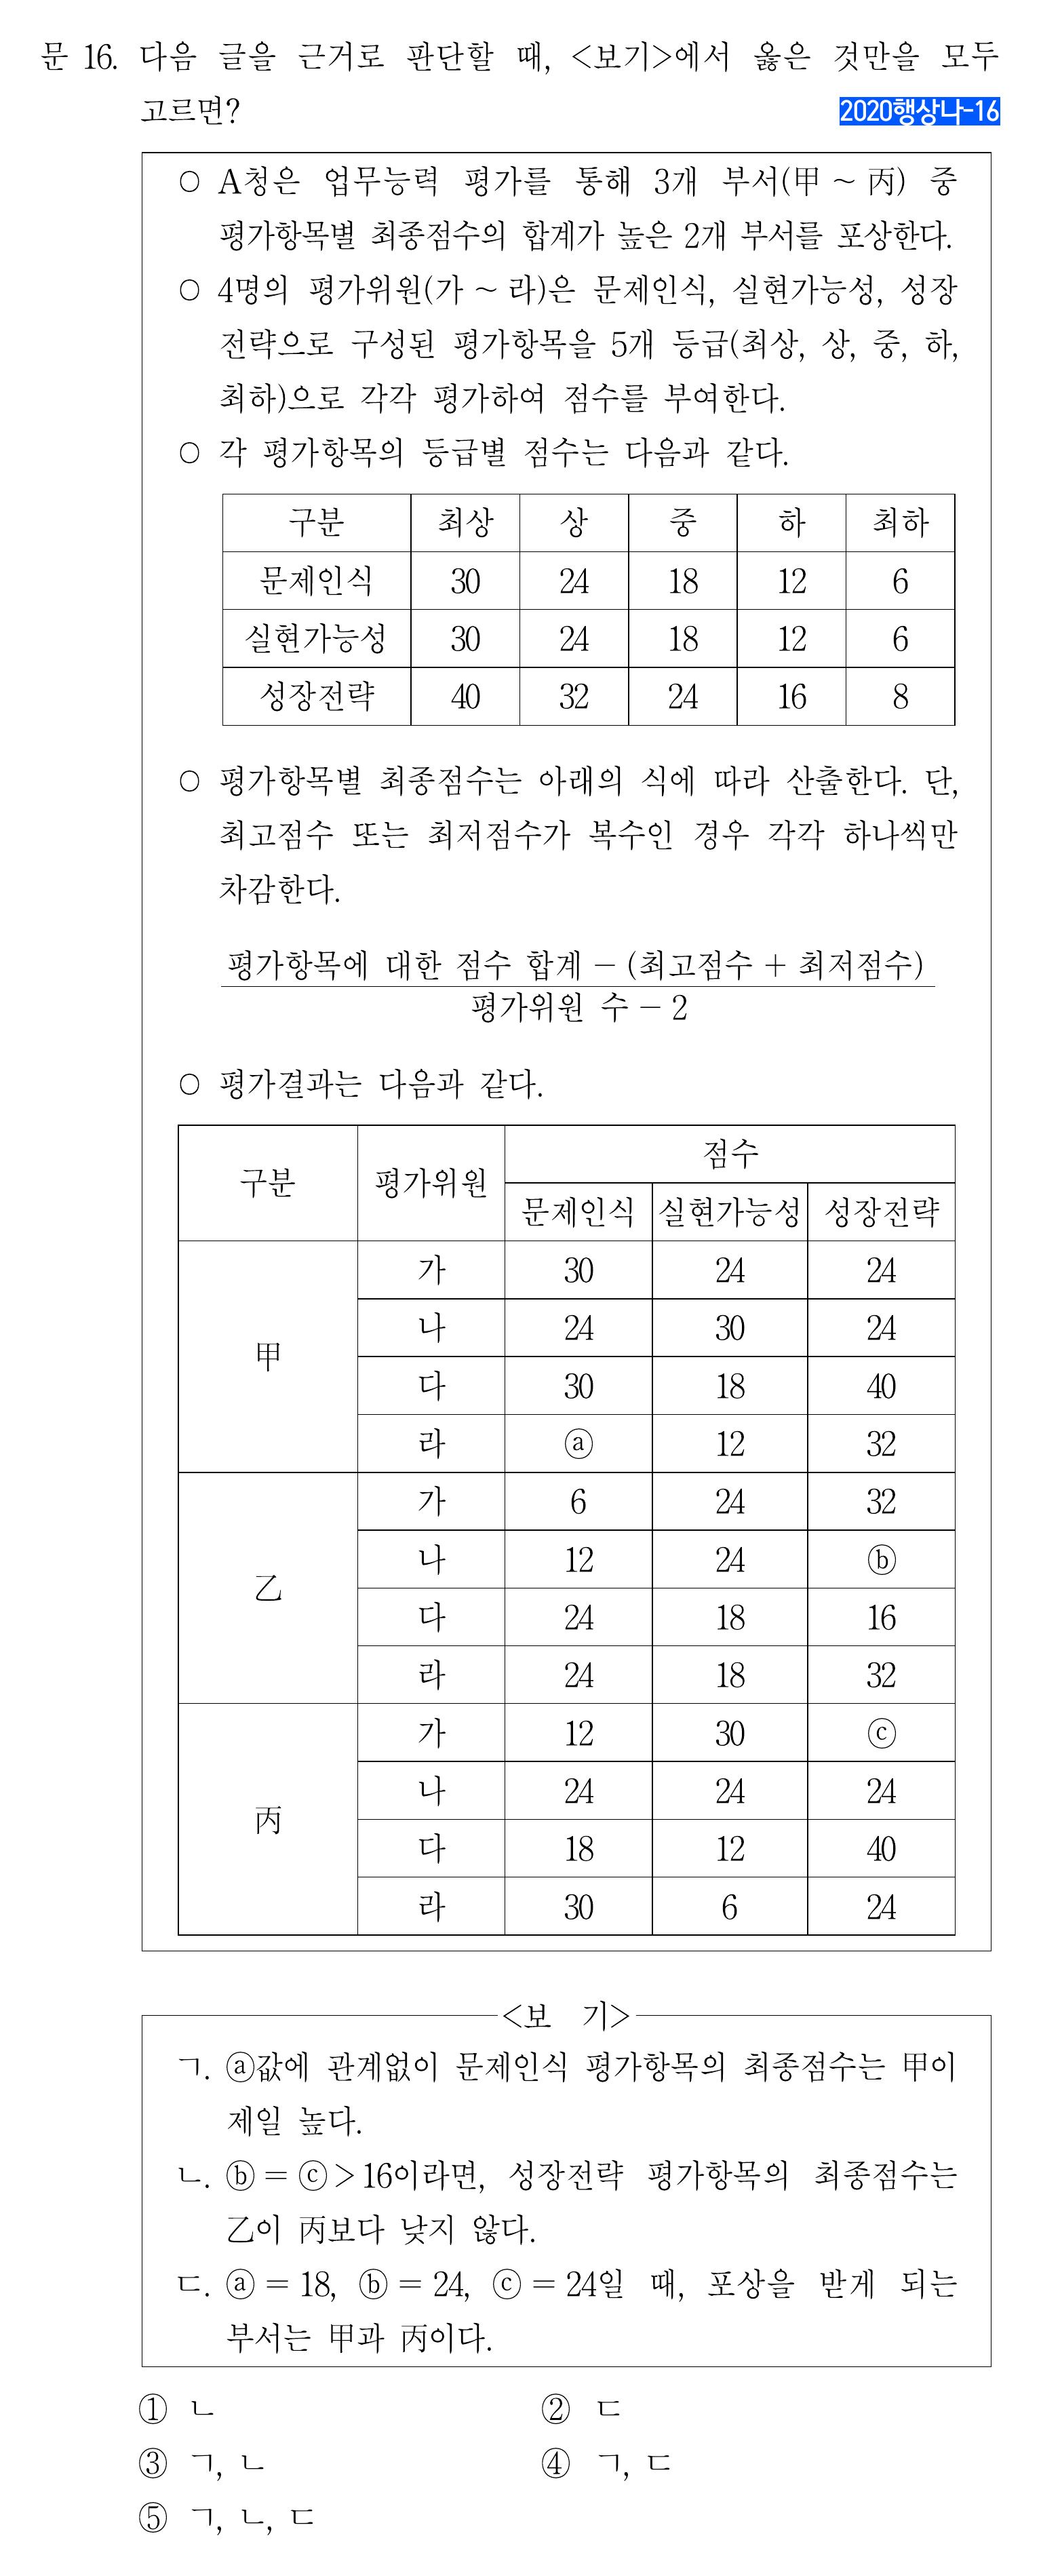 문 16. 다음 글을 근거로 판단할 때, <보기>에서 옳은 것만을 모두
고르면?
2020행상나-16
○ A청은 업무능력 평가를 통해 3개 부서(甲 ~ 丙) 중
평가항목별 최종점수의 합계가 높은 2개 부서를 포상한다.
○ 4명의 평가위원(가 ~ 라)은 문제인식, 실현가능성, 성장
전략으로 구성된 평가항목을 5개 등급(최상, 상, 중, 하,
최하)으로 각각 평가하여 점수를 부여한다.
○ 각 평가항목의 등급별 점수는 다음과 같다.
구분 최상 상 중 하 최하
문제인식 30 24 18 12 6
실현가능성 30 24 18 12 6
성장전략 40 32 24 16 8
○ 평가항목별 최종점수는 아래의 식에 따라 산출한다. 단,
최고점수 또는 최저점수가 복수인 경우 각각 하나씩만
차감한다.
평가항목에 대한 점수 합계 − (최고점수 + 최저점수)
평가위원 수 − 2
○ 평가결과는 다음과 같다.
구분 평가위원 점수
문제인식 실현가능성 성장전략
甲 가 30 24 24
나 24 30 24
다 30 18 40
라 ⓐ 12 32
乙 가 6 24 32
나 12 24 ⓑ
다 24 18 16
라 24 18 32
丙 가 12 30 ⓒ
나 24 24 24
다 18 12 40
라 30 6 24
<보 기>
ㄱ. ⓐ값에 관계없이 문제인식 평가항목의 최종점수는 甲이
제일 높다.
ㄴ. ⓑ = ⓒ > 16이라면, 성장전략 평가항목의 최종점수는
乙이 丙보다 낮지 않다.
ㄷ. ⓐ = 18, ⓑ = 24, ⓒ = 24일 때, 포상을 받게 되는
부서는 甲과 丙이다.
① ㄴ ② ㄷ
③ ㄱ, ㄴ ④ ㄱ, ㄷ
⑤ ㄱ, ㄴ, ㄷ